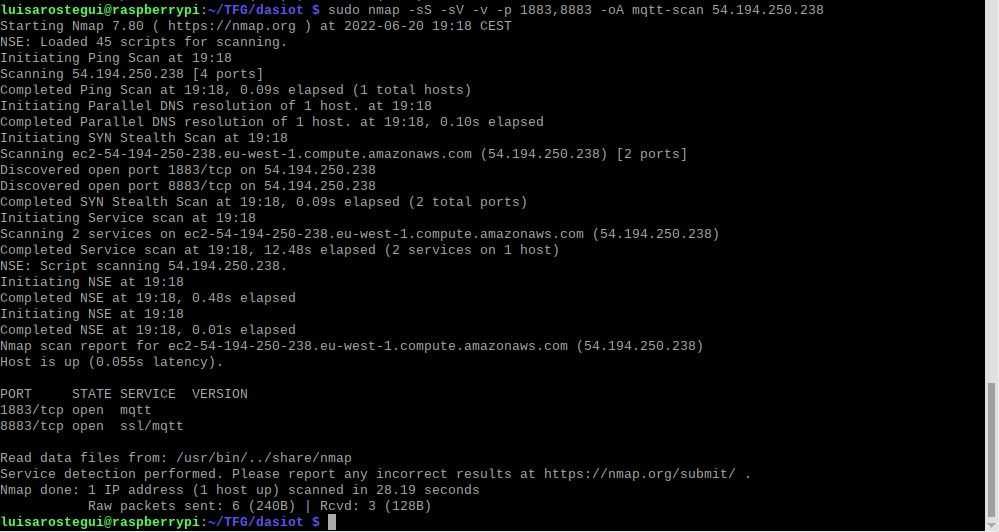 luisarostegui@raspberrypi:~/TFG/dasiot $ sudo nmap -sS -sV -v -p 1883,8883 -oA mqtt-scan 54.194.250.238
Starting Nmap 7.80 ( https://nmap.org ) at 2022-06-20 19:18 CEST
NSE: Loaded 45 scripts for scanning.
Initiating Ping Scan at 19:18
Scanning 54.194.250.238 [4 ports]
Completed Ping Scan at 19:18, 0.09s elapsed (1 total hosts)
Initiating Parallel DNS resolution of 1 host. at 19:18
Completed Parallel DNS resolution of 1 host. at 19:18, 0.10s elapsed
Initiating SYN Stealth Scan at 19:18
Scanning ec2-54-194-250-238.eu-west-1.compute.amazonaws.com (54.194.250.238) [2 ports]
Discovered open port 1883/tcp on 54.194.250.238
Discovered open port 8883/tcp on 54.194.250.238
Completed SYN Stealth Scan at 19:18, 0.09s elapsed (2 total ports)
Initiating Service scan at 19:18
Scanning 2 services on ec2-54-194-250-238.eu-west-1.compute.amazonaws.com (54.194.250.238)
Completed Service scan at 19:18, 12.48s elapsed (2 services on 1 host)
NSE: Script scanning 54.194.250.238.
Initiating NSE at 19:18
Completed NSE at 19:18, 0.48s elapsed
Initiating NSE at 19:18
Completed NSE at 19:18, 0.01s elapsed
Nmap scan report for ec2-54-194-250-238.eu-west-1.compute.amazonaws.com (54.194.250.238)
Host is up (0.055s latency).

PORT     STATE SERVICE  VERSION
1883/tcp open  mqtt
8883/tcp open  ssl/mqtt

Read data files from: /usr/bin/../share/nmap
Service detection performed. Please report any incorrect results at https://nmap.org/submit/ .
Nmap done: 1 IP address (1 host up) scanned in 28.19 seconds
           Raw packets sent: 6 (240B) | Rcvd: 3 (128B)
luisarostegui@raspberrypi:~/TFG/dasiot $